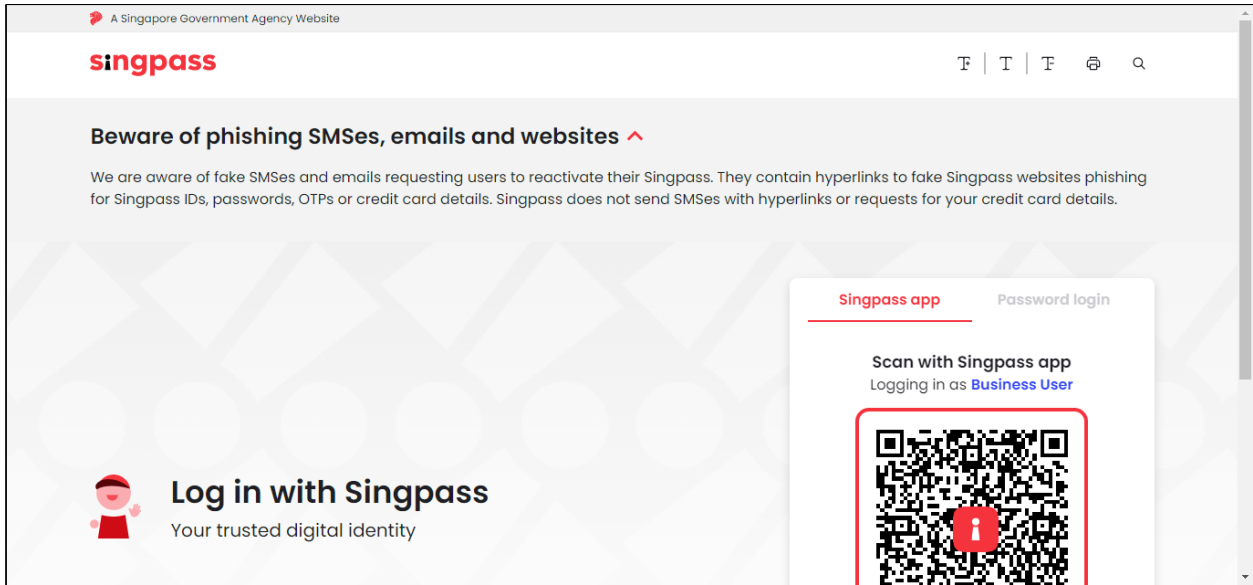 A Singapore Government Agency Website
singpass
T+ | T | T-
Beware of phishing SMSes, emails and websites
We are aware of fake SMSes and emails requesting users to reactivate their Singpass. They contain hyperlinks to fake Singpass websites phishing
for Singpass IDs, passwords, OTPs or credit card details. Singpass does not send SMSes with hyperlinks or requests for your credit card details.
Singpass app Password login
Scan with Singpass app
Logging in as Business User
Log in with Singpass
Your trusted digital identity